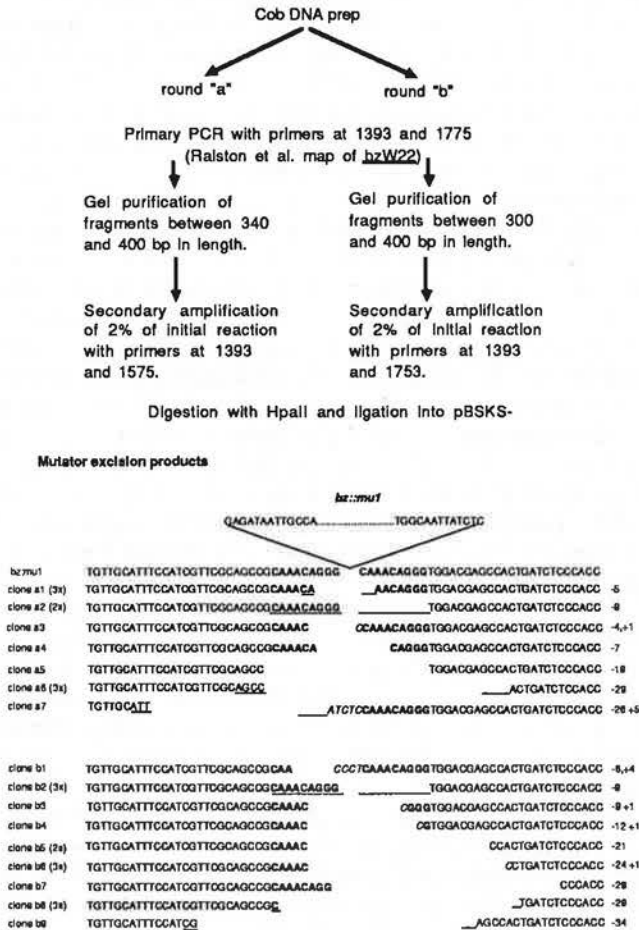 Cob DNA prep
round "a" round "b"
Primary PCR with primers at 1393 and 1775
(Ralston et al. map of bzW22)
Gel purification of
fragments between 340
and 400 bp in length.
Gel purification of
fragments between 300
and 400 bp in length.
Secondary amplification
of 2% of initial reaction
with primers at 1393
and 1575.
Secondary amplification
of 2% of initial reaction
with primers at 1393
and 1753.
Digestion with HpaII and ligation into pBSKS-
Mutator excision products
bz::mu1
GAGATAATTGCCA................TGGCAATTATCTC
bz:mu1 TGTTGCATTTCCATCGTTCGCAGCCGCAAACAGGG CAAACAGGGTGGACGAGCCACTGATCTCCCACC
clone a1 (3x) TGTTGCATTTCCATCGTTCGCAGCCGCAAACA AACAGGGTGGACGAGCCACTGATCTCCCACC -5
clone a2 (2x) TGTTGCATTTCCATCGTTCGCAGCCGCAAACAGGG TGGACGAGCCACTGATCTCCCACC -9
clone a3 TGTTGCATTTCCATCGTTCGCAGCCGCAAAC CCAAACAGGGTGGACGAGCCACTGATCTCCCACC -4,+1
clone a4 TGTTGCATTTCCATCGTTCGCAGCCGCAAACA CAGGGTGGACGAGCCACTGATCTCCCACC -7
clone a5 TGTTGCATTTCCATCGTTCGCAGCC TGGACGAGCCACTGATCTCCCACC -19
clone a6 (3x) TGTTGCATTTCCATCGTTCGCAGCC ACTGATCTCCACC -29
clone a7 TGTTGCATT ATCTCCAAACAGGGTGGACGAGCCACTGATCTCCCACC -26 +5
clone b1 TGTTGCATTTCCATCGTTCGCAGCCGCAA CCCTCAAACAGGGTGGACGAGCCACTGATCTCCCACC -6,+4
clone b2 (3x) TGTTGCATTTCCATCGTTCGCAGCCGCAAACAGGG TGGACGAGCCACTGATCTCCCACC -9
clone b3 TGTTGCATTTCCATCGTTCGCAGCCGCAAAC CGGGTGGACGAGCCACTGATCTCCCACC -9 +1
clone b4 TGTTGCATTTCCATCGTTCGCAGCCGCAAAC CGTGGACGAGCCACTGATCTCCCACC -12 +1
clone b5 (2x) TGTTGCATTTCCATCGTTCGCAGCCGCAAAC CCACTGATCTCCCACC -21
clone b6 (3x) TGTTGCATTTCCATCGTTCGCAGCCGCAAAC CCTGATCTCCCACC -24 +1
clone b7 TGTTGCATTTCCATCGTTCGCAGCCGCAAACAGG CCCACC -28
clone b8 (3x) TGTTGCATTTCCATCGTTCGCAGCCGC TGATCTCCCACC -29
clone b9 TGTTGCATTTCCATCG AGCCACTGATCTCCCACC -34